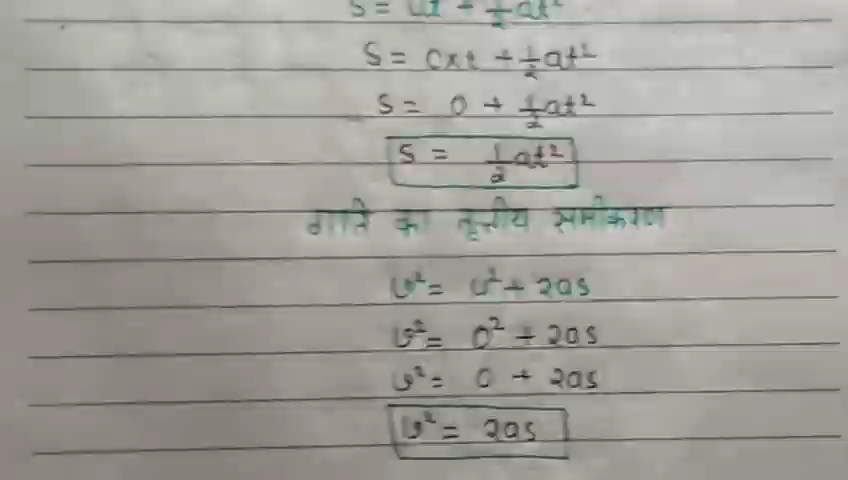 S = ut + ½at²
S = 0xt + ½at²
S = 0 + ½at²
S = ½at²
गति का तृतीय समीकरण
v² = u² + 2as
v² = 0² + 2as
v² = 0 + 2as
v² = 2as